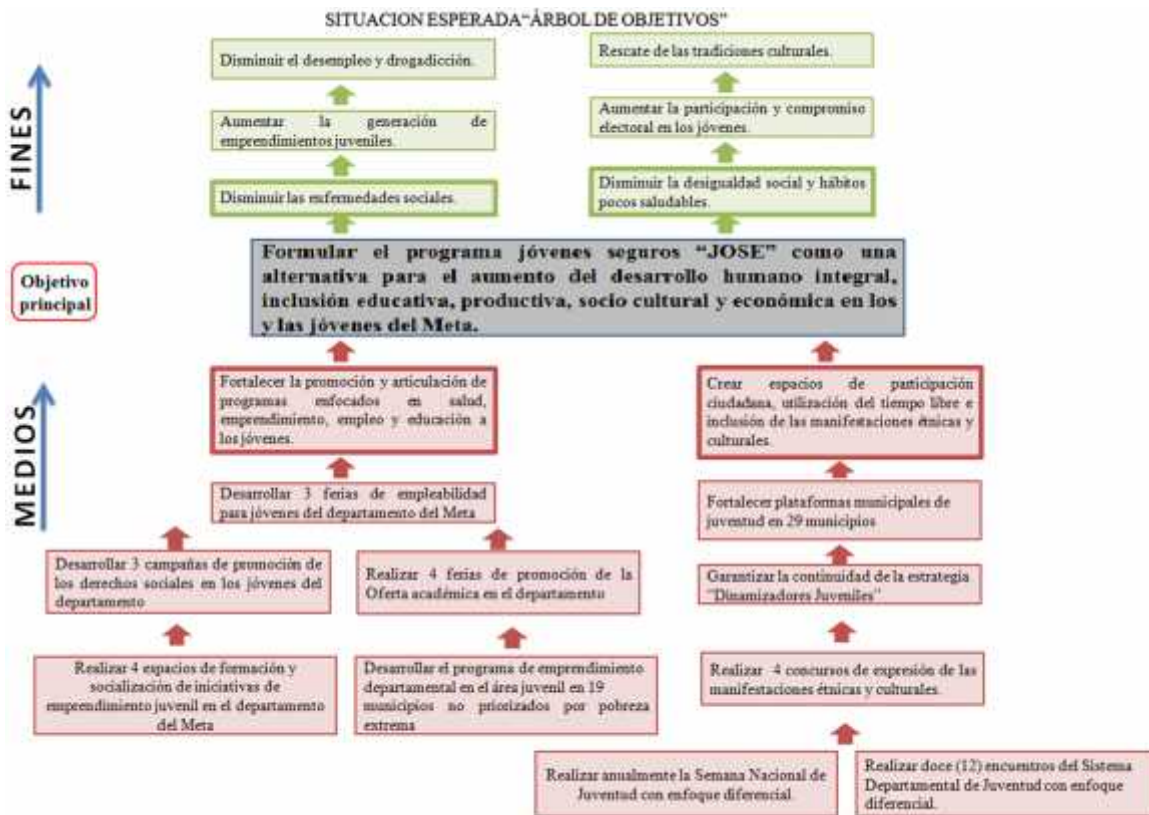 SITUACION ESPERADA“ÁRBOL DE OBJETIVOS”
FINES
Disminuir el desempleo y drogadicción.
Rescate de las tradiciones culturales.
Aumentar la generación de
emprendimientos juveniles.
Aumentar la participación y compromiso
electoral en los jóvenes.
Disminuir las enfermedades sociales.
Disminuir la desigualdad social y hábitos
pocos saludables.
Objetivo
principal
Formular el programa jóvenes seguros “JOSE” como una
alternativa para el aumento del desarrollo humano integral,
inclusión educativa, productiva, socio cultural y económica en los
y las jóvenes del Meta.
MEDIOS
Fortalecer la promoción y articulación de
programas enfocados en salud,
emprendimiento, empleo y educación a
los jóvenes.
Crear espacios de participación
ciudadana, utilización del tiempo libre e
inclusión de las manifestaciones étnicas y
culturales.
Desarrollar 3 ferias de empleabilidad
para jóvenes del departamento del Meta
Fortalecer plataformas municipales de
juventud en 29 municipios
Desarrollar 3 campañas de promoción de
los derechos sociales en los jóvenes del
departamento
Realizar 4 ferias de promoción de la
Oferta académica en el departamento
Garantizar la continuidad de la estrategia
“Dinamizadores Juveniles”
Realizar 4 espacios de formación y
socialización de iniciativas de
emprendimiento juvenil en el departamento
del Meta
Desarrollar el programa de emprendimiento
departamental en el área juvenil en 19
municipios no priorizados por pobreza
extrema
Realizar 4 concursos de expresión de las
manifestaciones étnicas y culturales.
Realizar anualmente la Semana Nacional de
Juventud con enfoque diferencial.
Realizar doce (12) encuentros del Sistema
Departamental de Juventud con enfoque
diferencial.